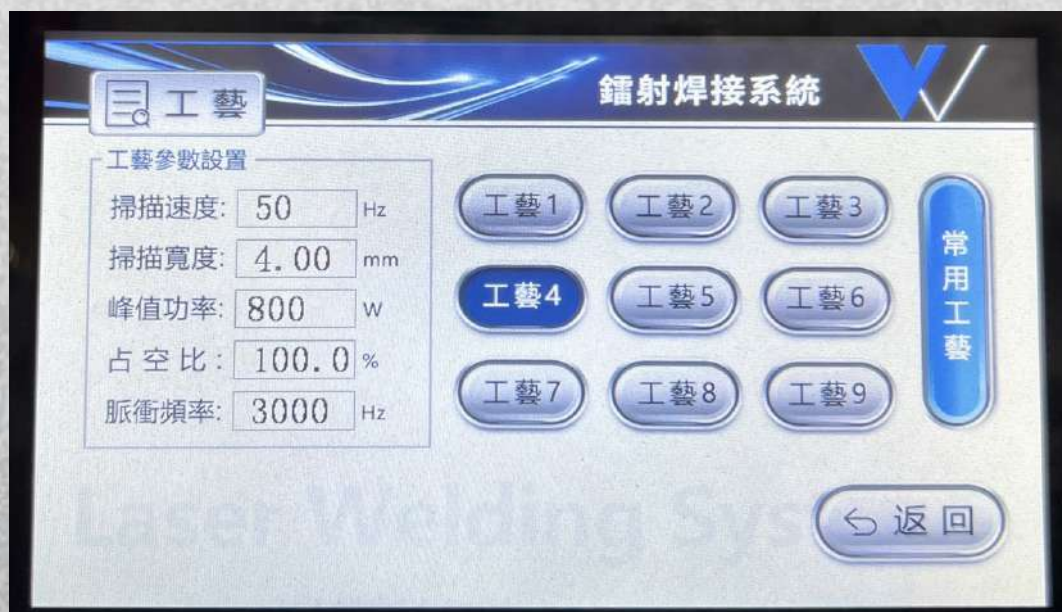 工藝
鐳射焊接系統
工藝參數設置
掃描速度: 50 Hz
掃描寬度: 4.00 mm
峰值功率: 800 W
占空比: 100.0 %
脈衝頻率: 3000 Hz
工藝1 工藝2 工藝3
工藝4 工藝5 工藝6
工藝7 工藝8 工藝9
常用工藝
Laser Welding Sys
返回